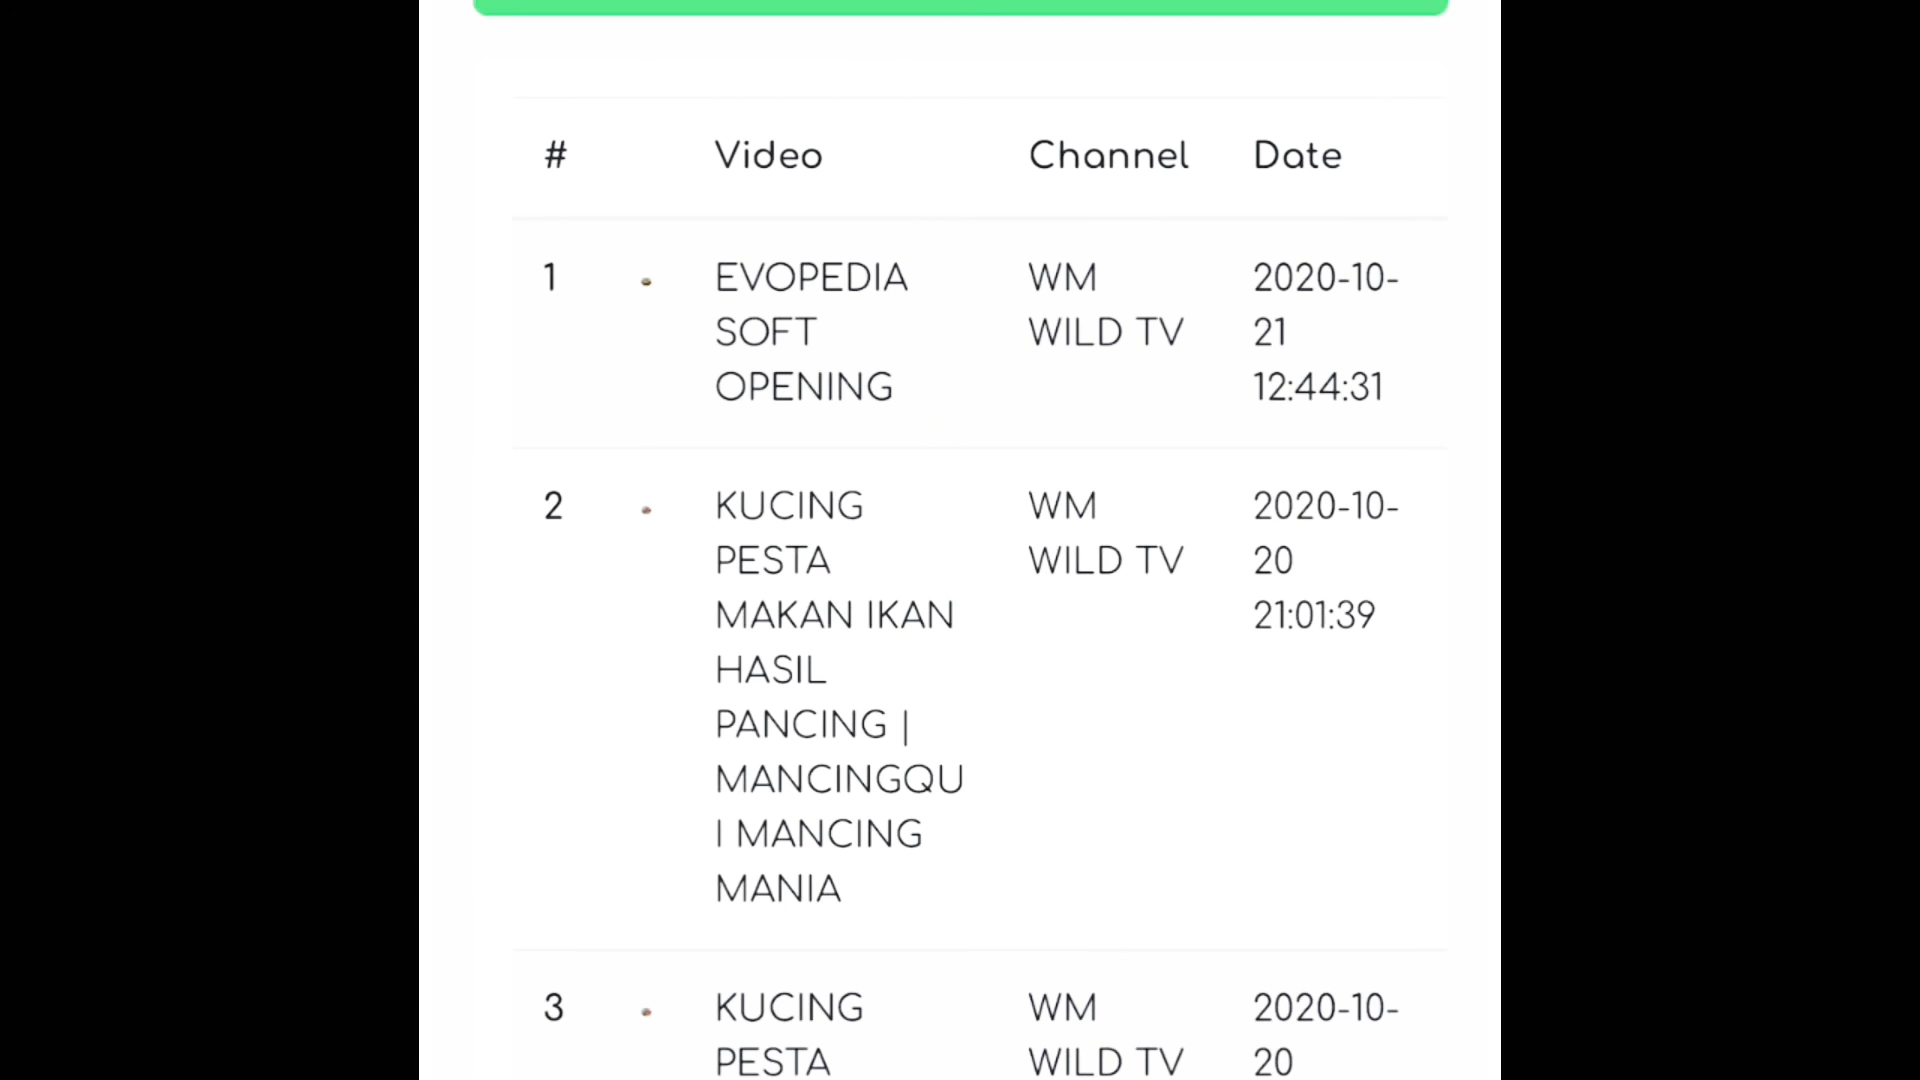 # Video Channel Date
1 EVOPEDIA WM 2020-10-
SOFT WILD TV 21
OPENING 12:44:31
2 KUCING WM 2020-10-
PESTA WILD TV 20
MAKAN IKAN 21:01:39
HASIL
PANCING |
MANCINGQU
I MANCING
MANIA
3 KUCING WM 2020-10-
PESTA WILD TV 20